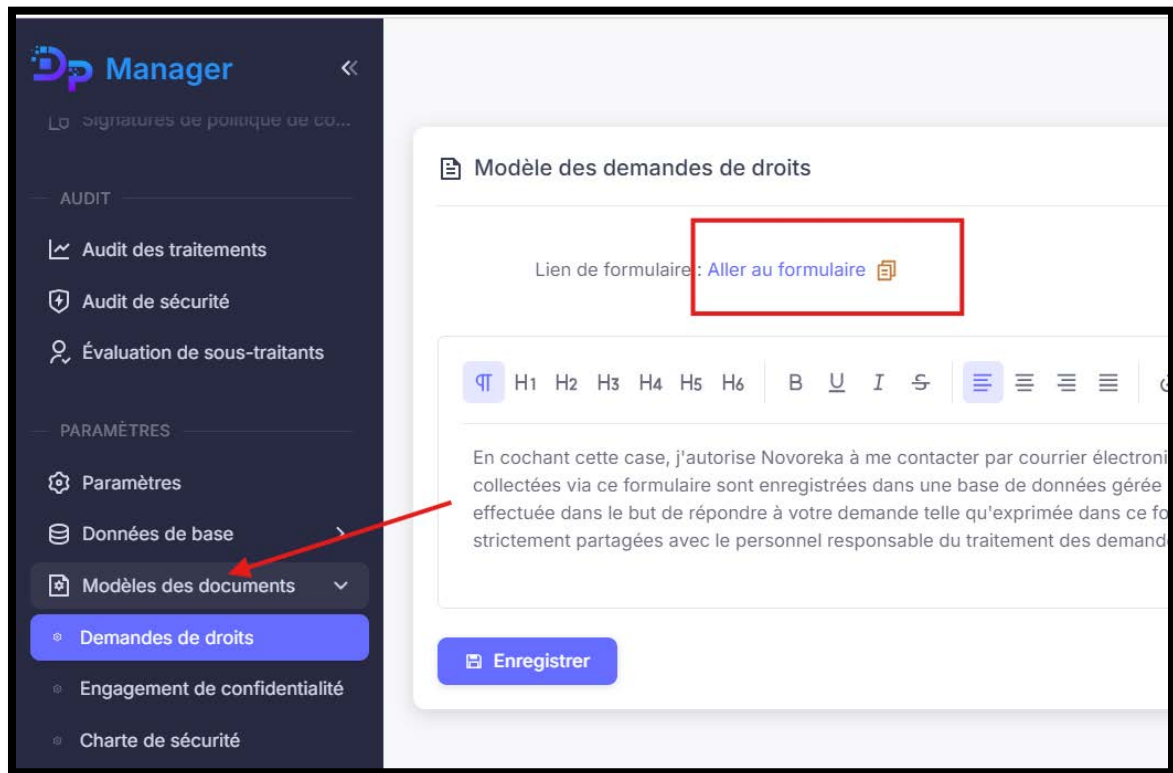 Dp Manager
Signatures de politique de co...
AUDIT
Audit des traitements
Audit de sécurité
Évaluation de sous-traitants
PARAMÈTRES
Paramètres
Données de base
Modèles des documents
Demandes de droits
Engagement de confidentialité
Charte de sécurité
Modèle des demandes de droits
Lien de formulaire : Aller au formulaire
¶ H1 H2 H3 H4 H5 H6 B U I S
En cochant cette case, j'autorise Novoreka à me contacter par courrier électroni
collectées via ce formulaire sont enregistrées dans une base de données gérée
effectuée dans le but de répondre à votre demande telle qu'exprimée dans ce fo
strictement partagées avec le personnel responsable du traitement des demand
Enregistrer